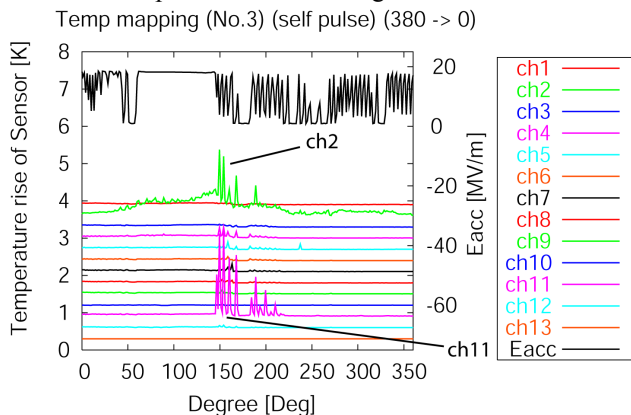 Temp mapping (No.3) (self pulse) (380 -> 0)
Temperature rise of Sensor [K]
8
7
6
5
4
3
2
1
0
20
0
-20
-40
-60
Eacc [MV/m]
ch2
ch11
0 50 100 150 200 250 300 350
Degree [Deg]
ch1
ch2
ch3
ch4
ch5
ch6
ch7
ch8
ch9
ch10
ch11
ch12
ch13
Eacc